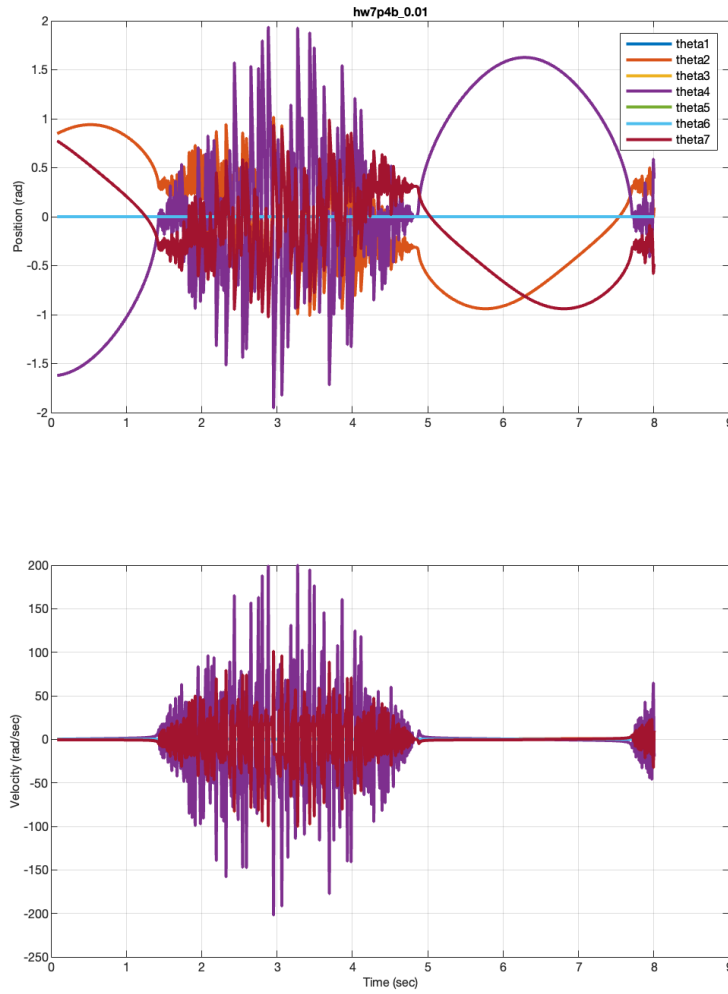 hw7p4b_0.01
2
1.5
1
0.5
0
-0.5
-1
-1.5
-2
Position (rad)
0 1 2 3 4 5 6 7 8 9
theta1
theta2
theta3
theta4
theta5
theta6
theta7
200
150
100
50
0
-50
-100
-150
-200
-250
Velocity (rad/sec)
0 1 2 3 4 5 6 7 8 9
Time (sec)